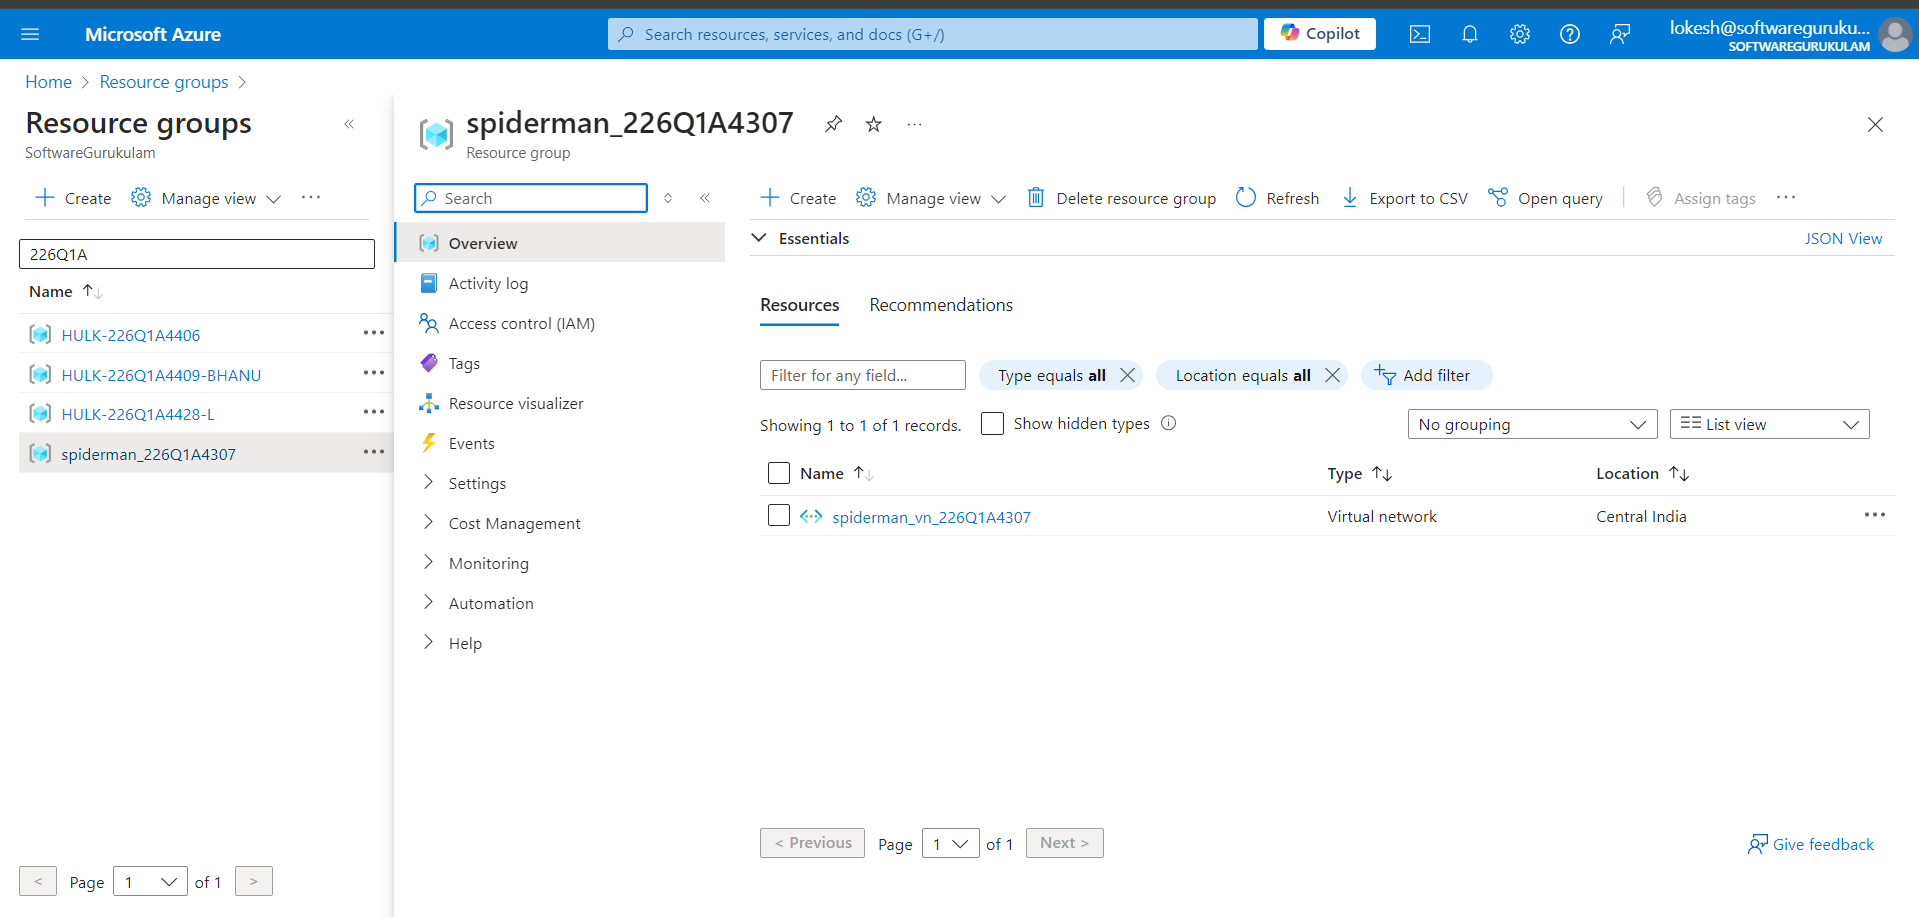 Microsoft Azure
Search resources, services, and docs (G+/)
Copilot
lokesh@softwareguruku...
SOFTWAREGURUKULAM
Home > Resource groups >
Resource groups
SoftwareGurukulam
Create Manage view ...
226Q1A
Name
HULK-226Q1A4406
HULK-226Q1A4409-BHANU
HULK-226Q1A4428-L
spiderman_226Q1A4307
< Page 1 of 1 >
spiderman_226Q1A4307
Resource group
Search
Overview
Activity log
Access control (IAM)
Tags
Resource visualizer
Events
Settings
Cost Management
Monitoring
Automation
Help
Create Manage view Delete resource group Refresh Export to CSV Open query Assign tags ...
Essentials JSON View
Resources Recommendations
Filter for any field... Type equals all Location equals all Add filter
Showing 1 to 1 of 1 records. Show hidden types No grouping List view
Name Type Location
spiderman_vn_226Q1A4307 Virtual network Central India
< Previous Page 1 of 1 Next > Give feedback